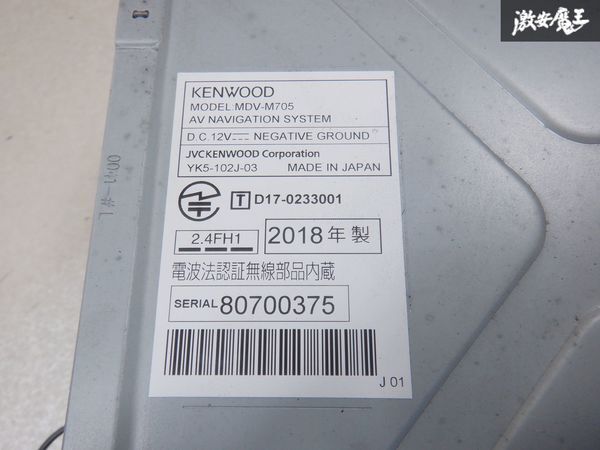 激安魔王
KENWOOD
MODEL:MDV-M705
AV NAVIGATION SYSTEM
D.C 12V NEGATIVE GROUND
JVCKENWOOD Corporation
YK5-102J-03 MADE IN JAPAN
T D17-0233001
2.4FH1
2018年製
電波法認証無線部品内蔵
SERIAL 80700375
J 01